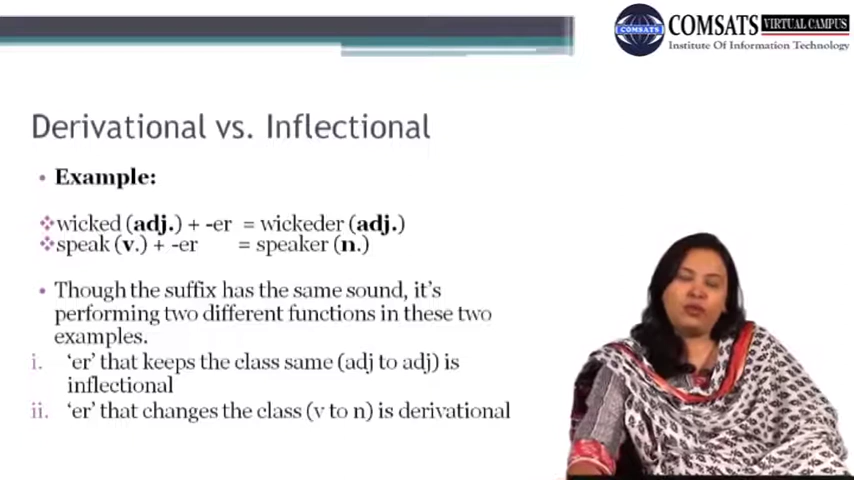 COMSATS
COMSATS VIRTUAL CAMPUS
Institute Of Information Technology
Derivational vs. Inflectional
• Example:
❖wicked (adj.) + -er = wickeder (adj.)
❖speak (v.) + -er = speaker (n.)
• Though the suffix has the same sound, it's
performing two different functions in these two
examples.
i. 'er' that keeps the class same (adj to adj) is
inflectional
ii. 'er' that changes the class (v to n) is derivational